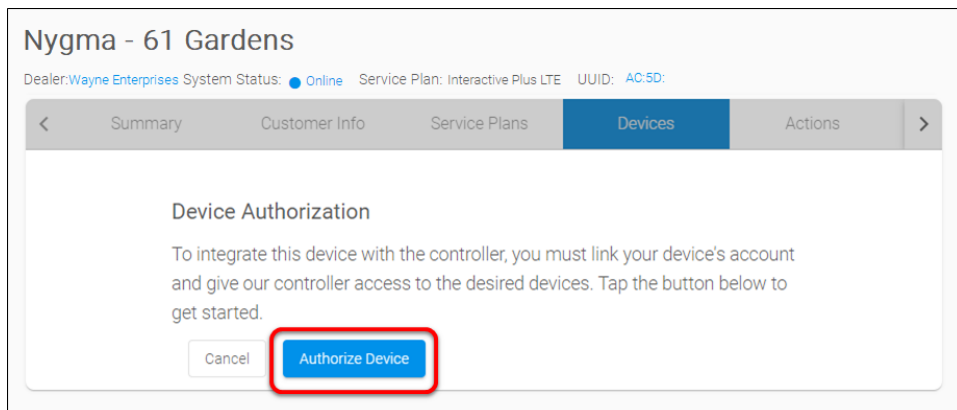 Nygma - 61 Gardens
Dealer:Wayne Enterprises System Status: Online Service Plan: Interactive Plus LTE UUID: AC:5D:
Summary Customer Info Service Plans Devices Actions
Device Authorization
To integrate this device with the controller, you must link your device's account
and give our controller access to the desired devices. Tap the button below to
get started.
Cancel Authorize Device